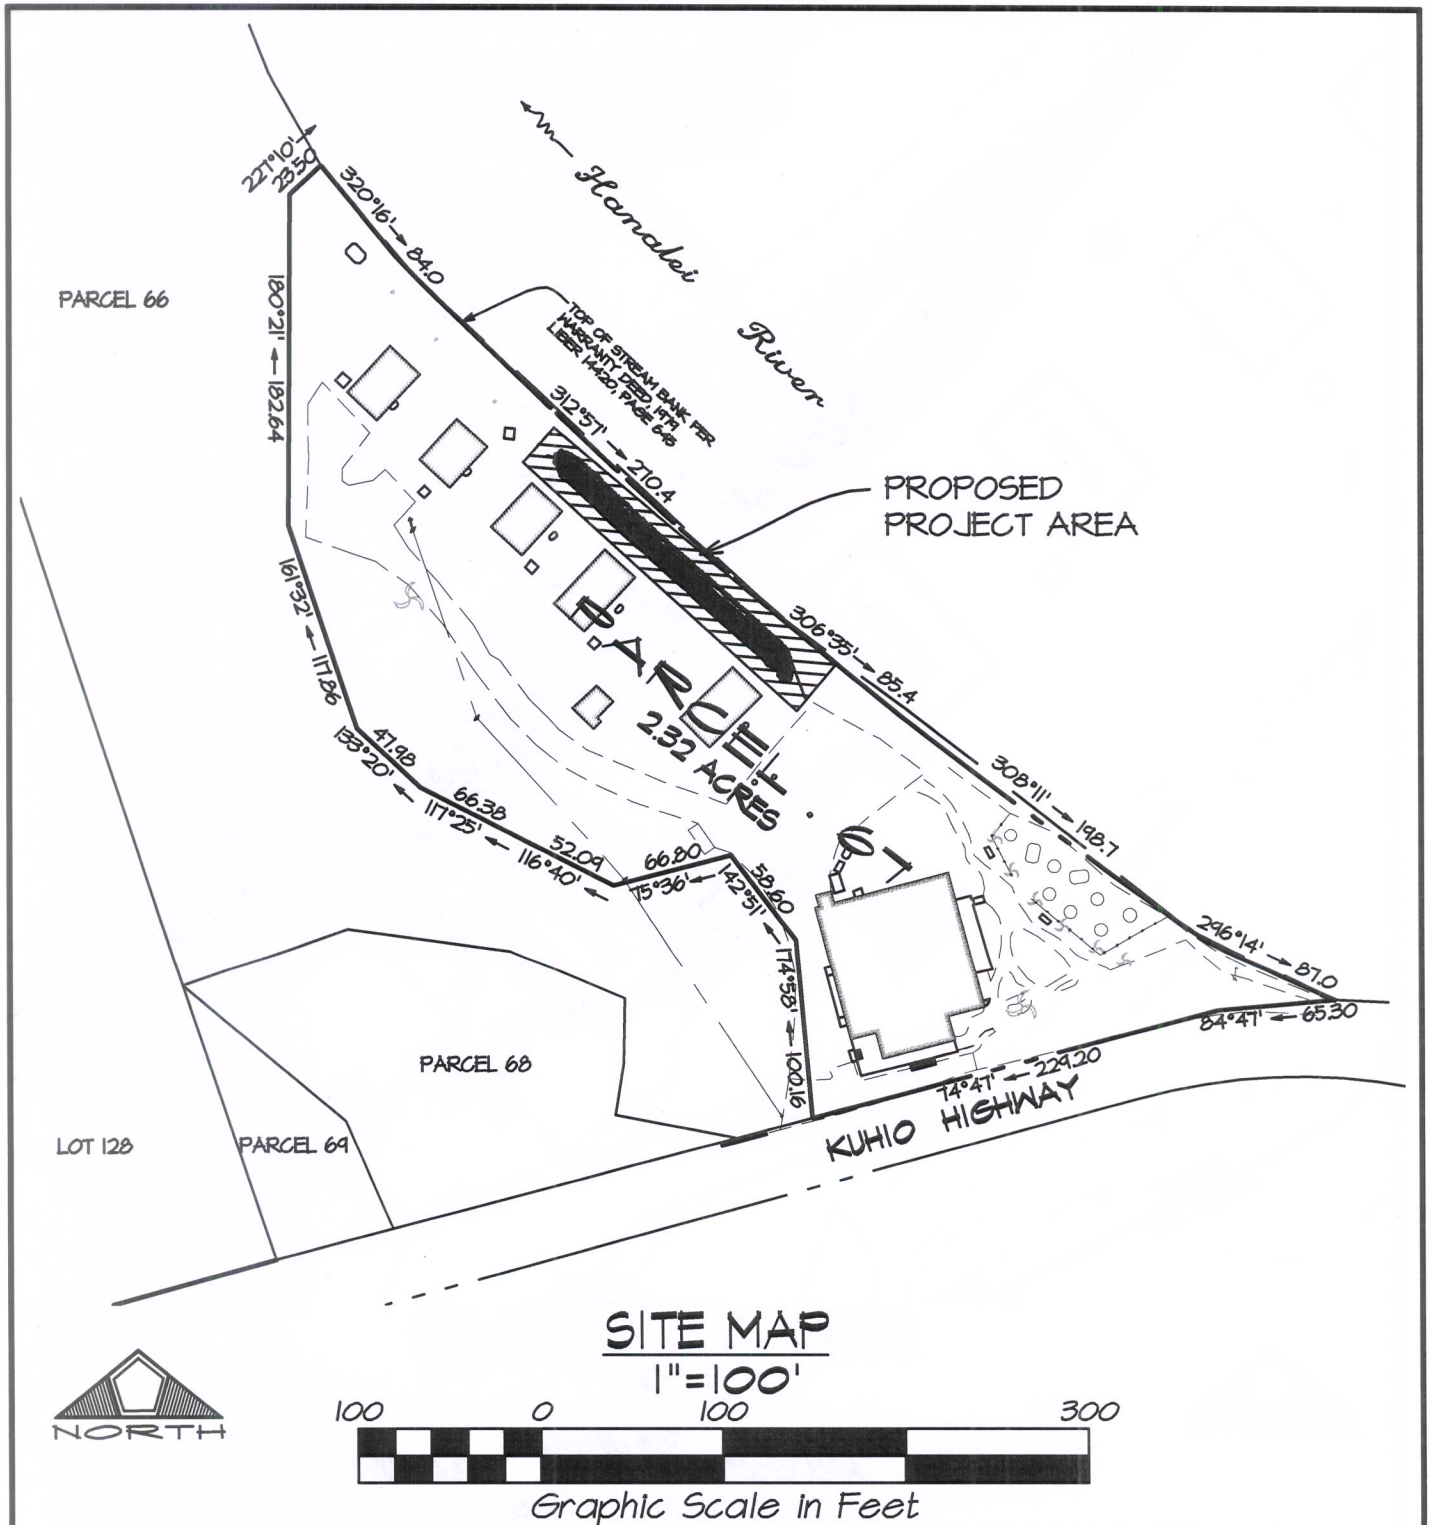 227°10'
23.50
320°16' → 84.0
Hanalei
River
PARCEL 66
180°21' ← 182.64
TOP OF STREAM BANK PER
WARRANTY DEED, 1979
LIBER 14420, PAGE 645
312°57' → 270.4
PROPOSED
PROJECT AREA
306°35' → 85.4
161°32' ← 117.86
PARCEL 67
2.32 ACRES
47.98
133°20' ←
308°11' → 198.7
66.38
117°25' ←
52.09
116°40' ←
66.80
75°36' ←
58.60
142°51' ←
296°14' → 87.0
174°58' ← 100.16
84°47' ← 65.30
PARCEL 68
74°47' ← 229.20
KUHIO HIGHWAY
LOT 128
PARCEL 69
SITE MAP
1"=100'
NORTH
100 0 100 300
Graphic Scale in Feet